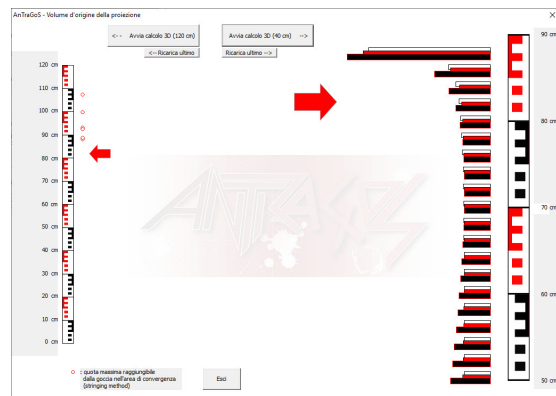 AnTraGoS - Volume d'origine della proiezione
<-- Avvia calcolo 3D (120 cm)
Avvia calcolo 3D (40 cm) -->
<-- Ricarica ultimo
Ricarica ultimo -->
120 cm
110 cm
100 cm
90 cm
80 cm
70 cm
60 cm
50 cm
40 cm
30 cm
20 cm
10 cm
0 cm
90 cm
80 cm
70 cm
60 cm
50 cm
ANTRAGOS
: quota massima raggiungibile
dalla goccia nell'area di convergenza
(stringing method)
Esci